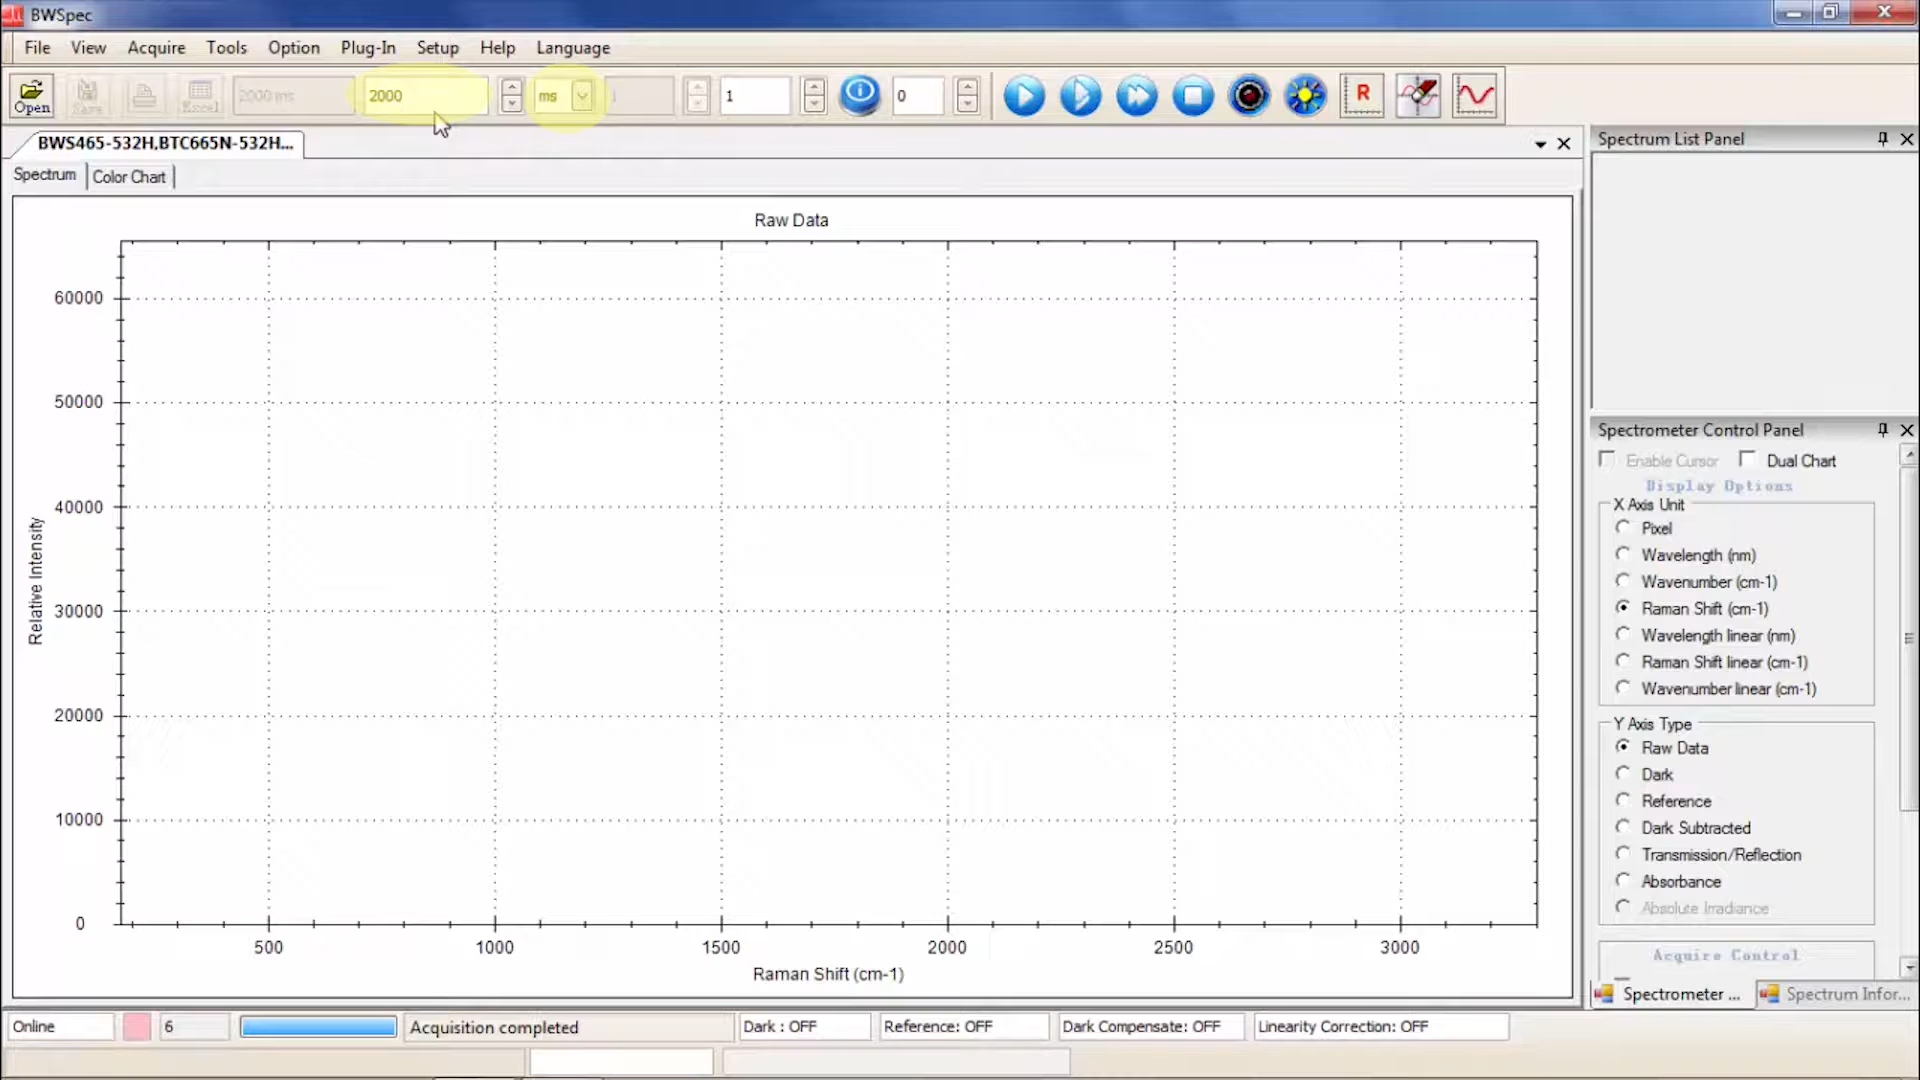 BWSpec
File View Acquire Tools Option Plug-In Setup Help Language
Open Save Excel 2000 ms 2000 ms 1 1 0 R
BWS465-532H,BTC665N-532H...
Spectrum Color Chart
Raw Data
60000
50000
40000
30000
20000
10000
0
Relative Intensity
500 1000 1500 2000 2500 3000
Raman Shift (cm-1)
Spectrum List Panel
Spectrometer Control Panel
Enable Cursor Dual Chart
Display Options
X Axis Unit
Pixel
Wavelength (nm)
Wavenumber (cm-1)
Raman Shift (cm-1)
Wavelength linear (nm)
Raman Shift linear (cm-1)
Wavenumber linear (cm-1)
Y Axis Type
Raw Data
Dark
Reference
Dark Subtracted
Transmission/Reflection
Absorbance
Absolute Irradiance
Acquire Control
Spectrometer ... Spectrum Infor...
Online 6 Acquisition completed Dark : OFF Reference: OFF Dark Compensate: OFF Linearity Correction: OFF